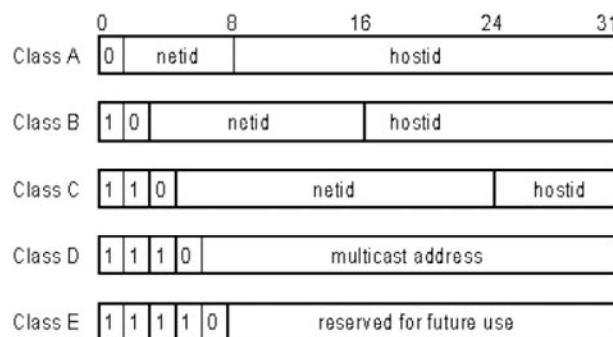 0 8 16 24 31
Class A 0 netid hostid
Class B 1 0 netid hostid
Class C 1 1 0 netid hostid
Class D 1 1 1 0 multicast address
Class E 1 1 1 1 0 reserved for future use